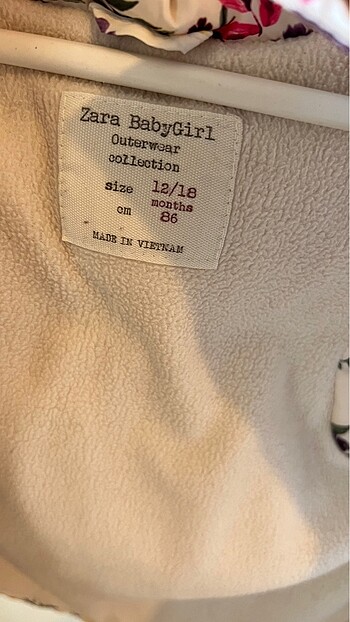 Zara BabyGirl
Outerwear
collection
size 12/18
months
cm 86
MADE IN VIETNAM